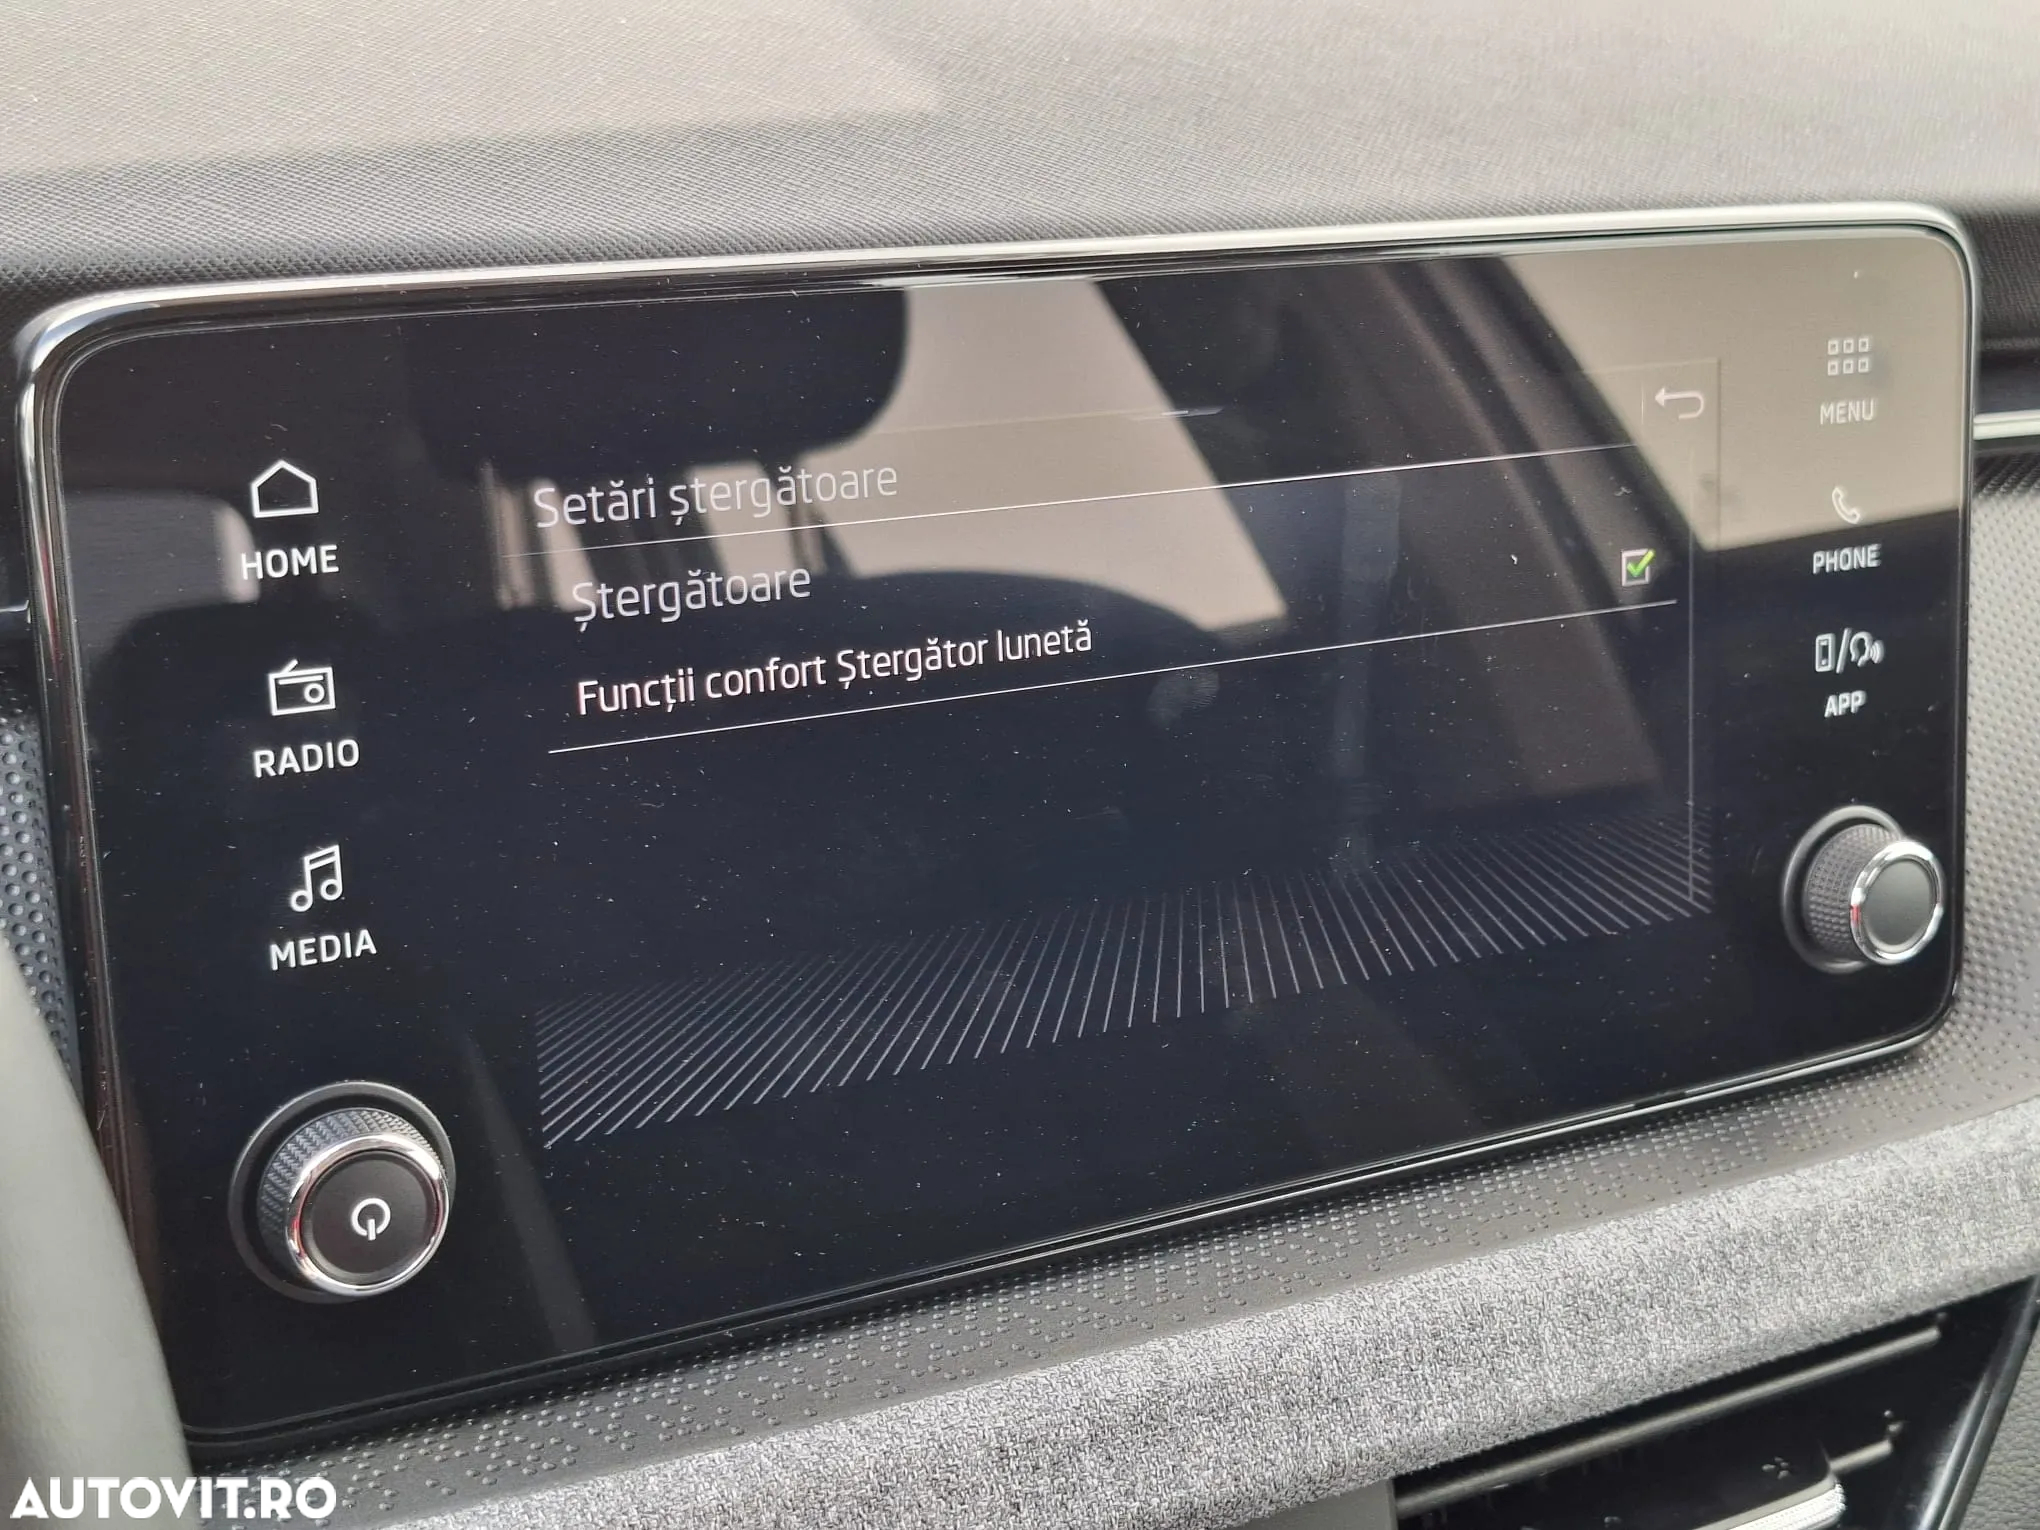 Setări ștergătoare
Ștergătoare
Funcții confort Ștergător lunetă
HOME
RADIO
MEDIA
MENU
PHONE
APP
AUTOVIT.RO